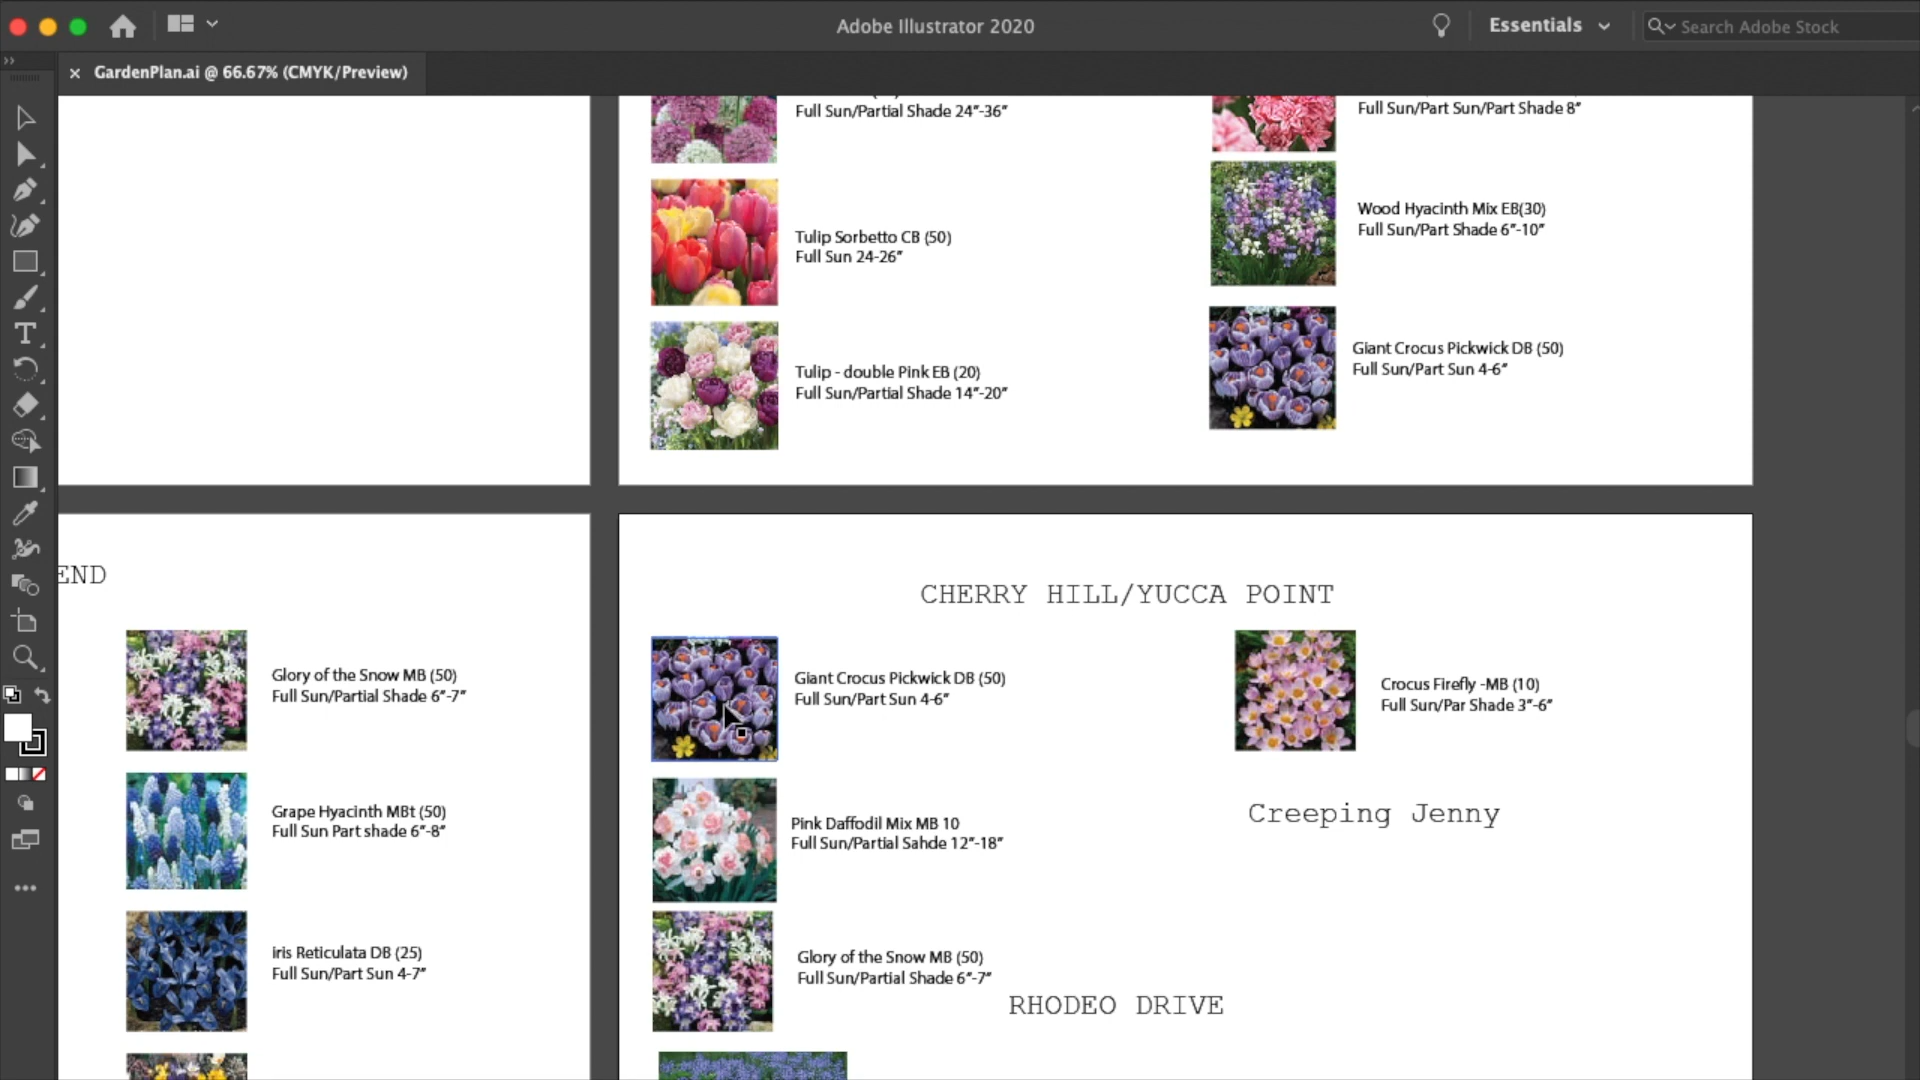 Adobe Illustrator 2020
Essentials
Search Adobe Stock
GardenPlan.ai @ 66.67% (CMYK/Preview)
Full Sun/Partial Shade 24”-36”
Full Sun/Part Sun/Part Shade 8”
Tulip Sorbetto CB (50)
Full Sun 24-26”
Wood Hyacinth Mix EB(30)
Full Sun/Part Shade 6”-10”
Tulip - double Pink EB (20)
Full Sun/Partial Shade 14”-20”
Giant Crocus Pickwick DB (50)
Full Sun/Part Sun 4-6”
END
Glory of the Snow MB (50)
Full Sun/Partial Shade 6”-7”
Grape Hyacinth MBt (50)
Full Sun Part shade 6”-8”
iris Reticulata DB (25)
Full Sun/Part Sun 4-7”
CHERRY HILL/YUCCA POINT
Giant Crocus Pickwick DB (50)
Full Sun/Part Sun 4-6”
Crocus Firefly -MB (10)
Full Sun/Par Shade 3”-6”
Pink Daffodil Mix MB 10
Full Sun/Partial Sahde 12”-18”
Creeping Jenny
Glory of the Snow MB (50)
Full Sun/Partial Shade 6”-7”
RHODEO DRIVE